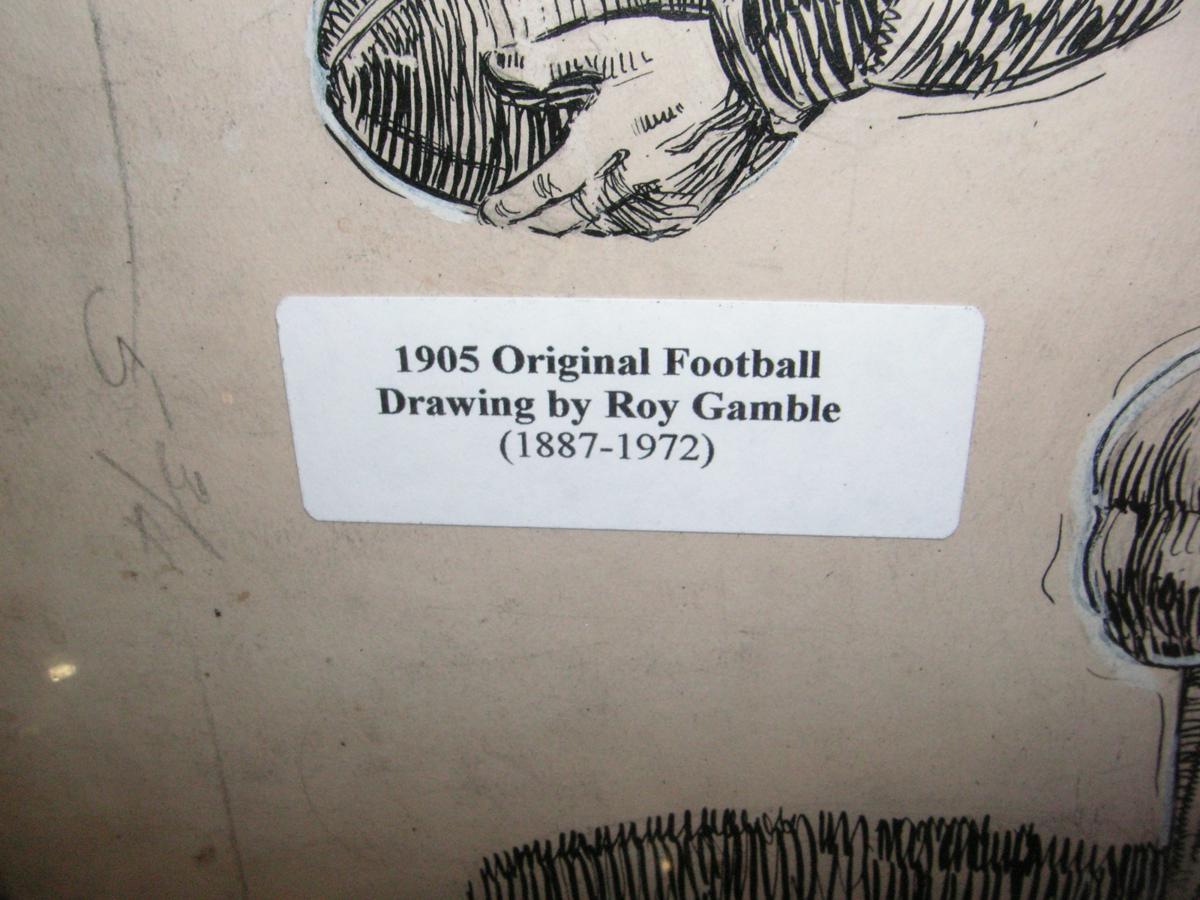 1905 Original Football
Drawing by Roy Gamble
(1887-1972)